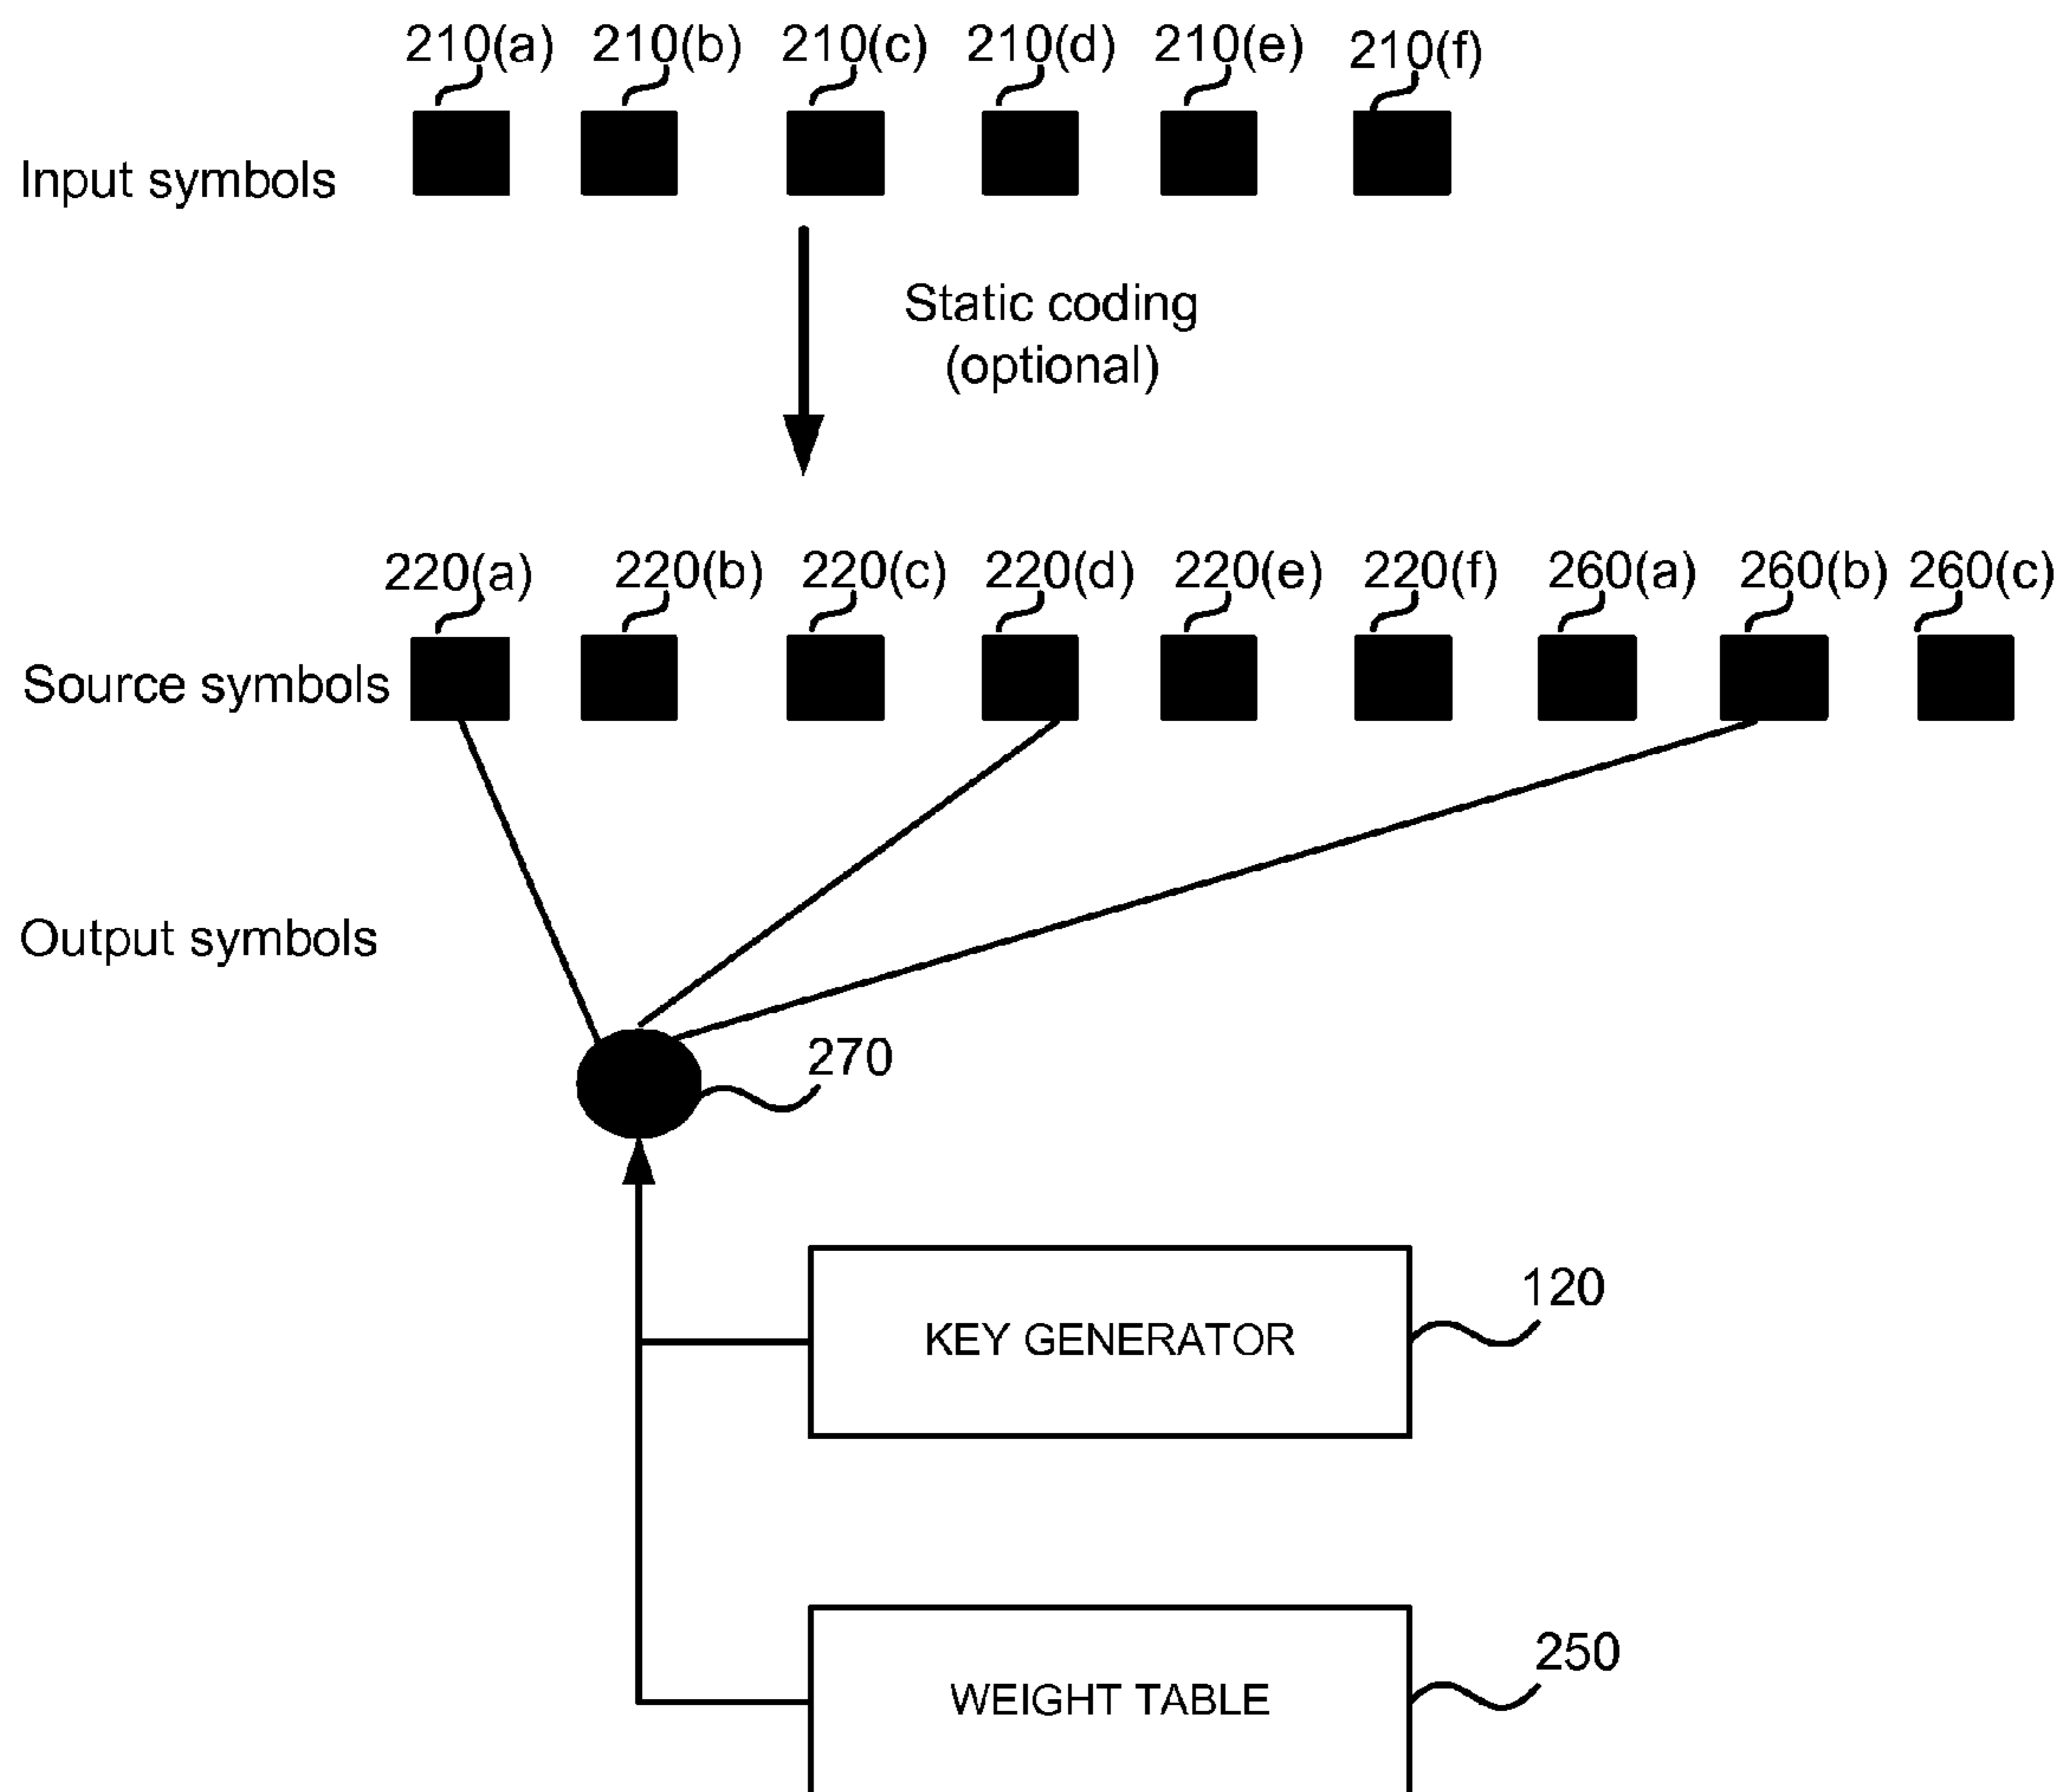 210(a) 210(b) 210(c) 210(d) 210(e) 210(f)
Input symbols
Static coding
(optional)
220(a) 220(b) 220(c) 220(d) 220(e) 220(f) 260(a) 260(b) 260(c)
Source symbols
Output symbols
270
120
KEY GENERATOR
250
WEIGHT TABLE